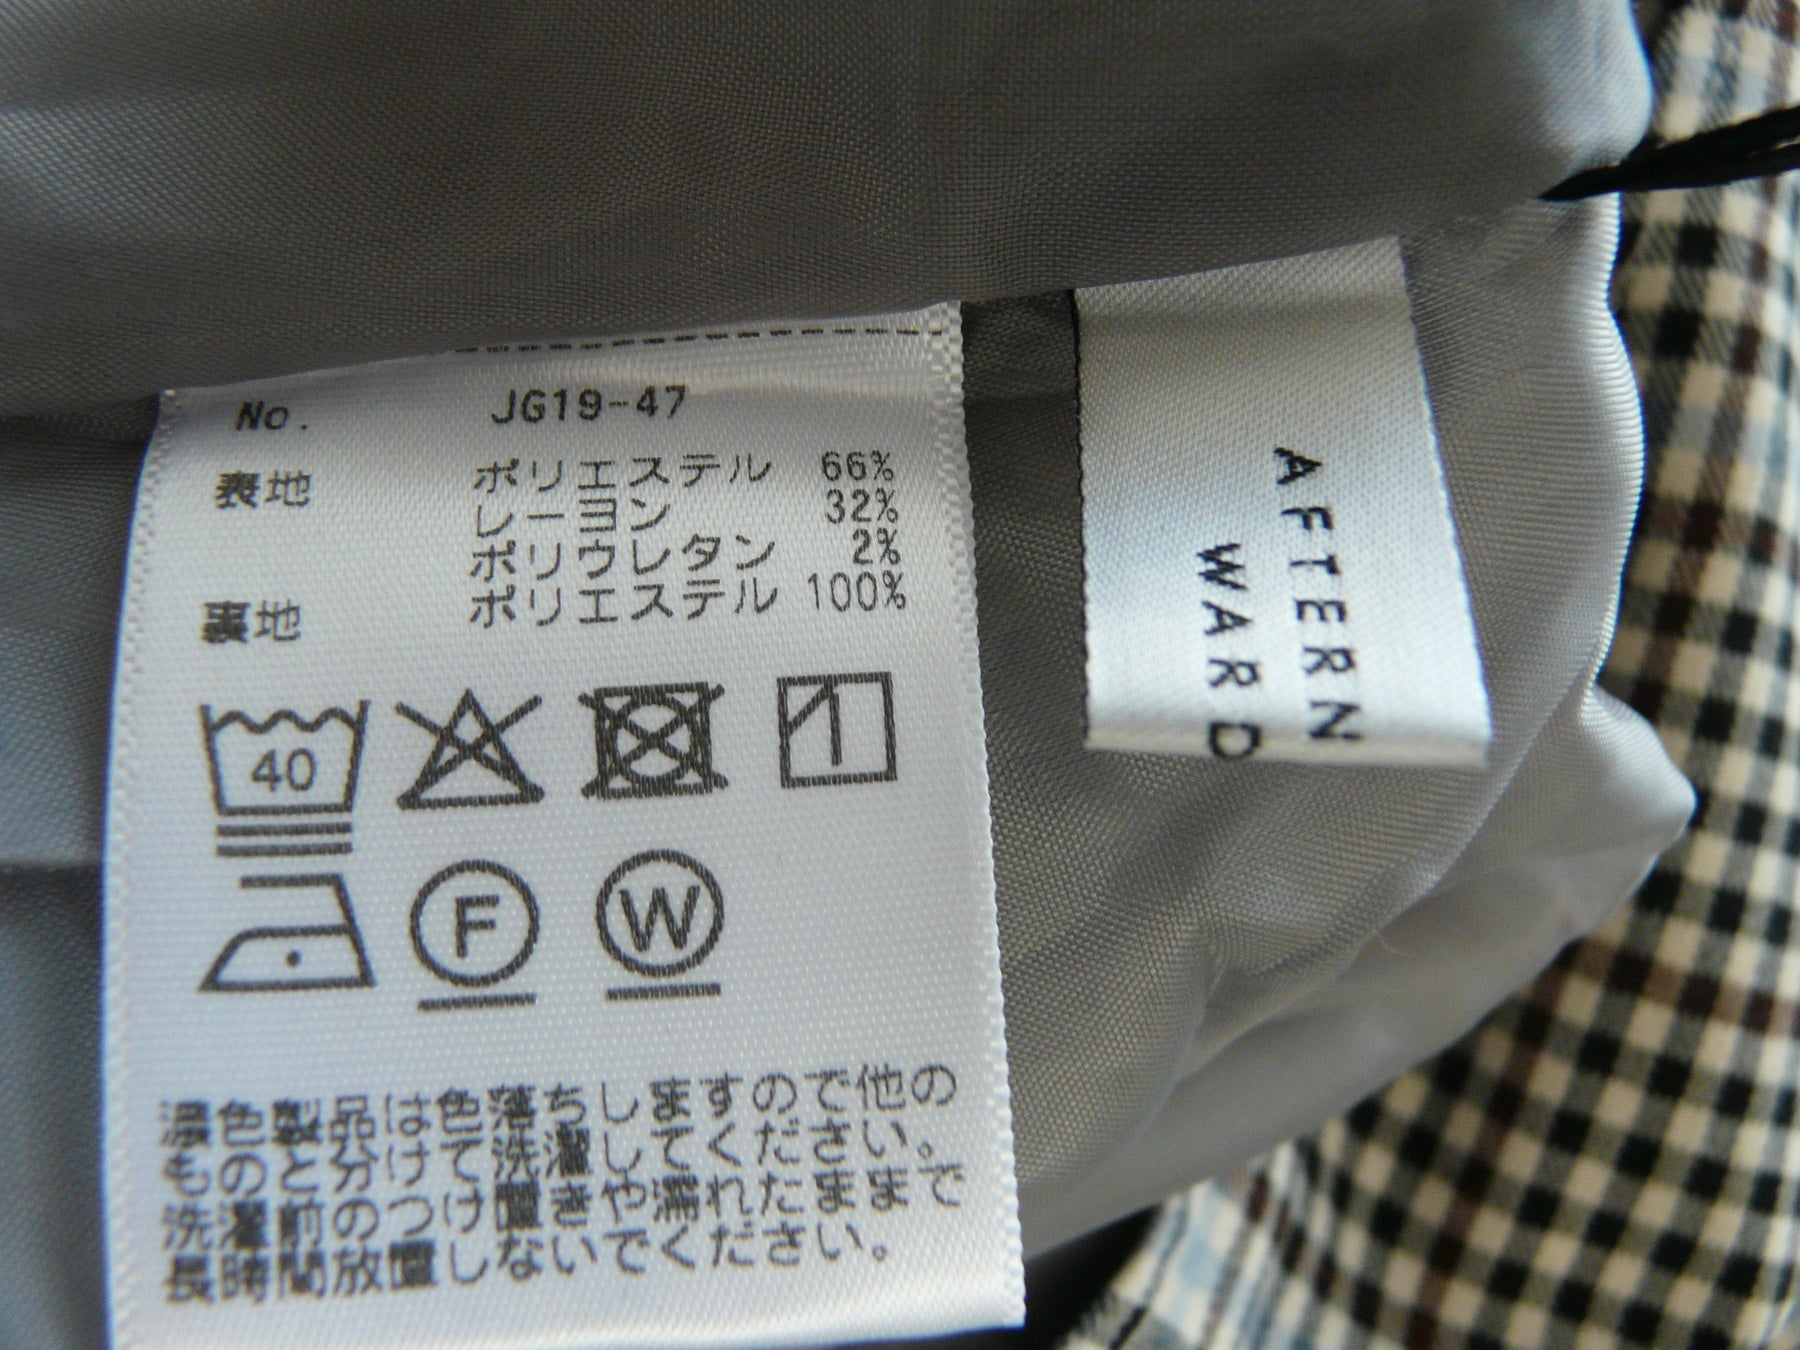 No. JG19-47
表地 ポリエステル 66%
レーヨン 32%
ポリウレタン 2%
裏地 ポリエステル 100%
40
F W
濃色製品は色落ちしますので他の
ものと分けて洗濯してください。
洗濯前のつけ置きや濡れたままで
長時間放置しないでください。
AFTERN
WARD